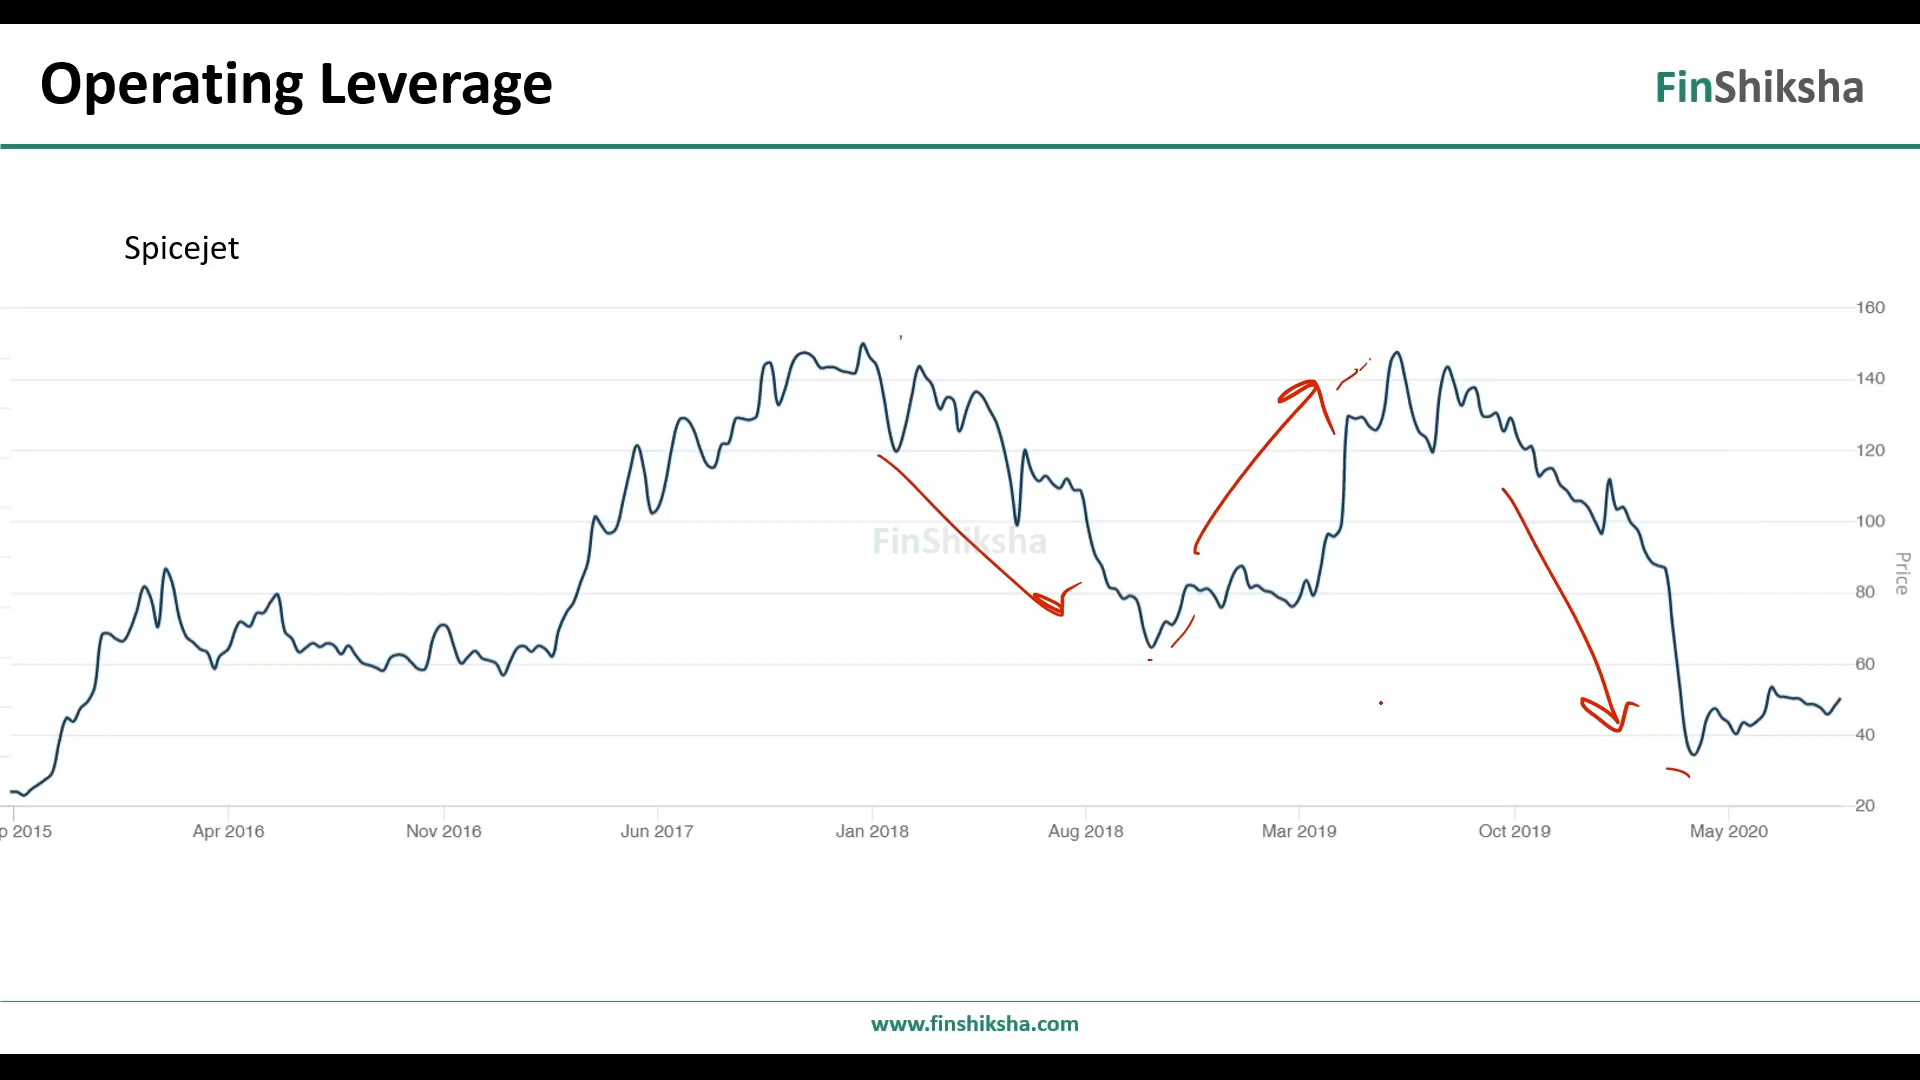 Operating Leverage
FinShiksha
Spicejet
160
140
120
FinShiksha
100
Price
80
60
40
20
p 2015 Apr 2016 Nov 2016 Jun 2017 Jan 2018 Aug 2018 Mar 2019 Oct 2019 May 2020
www.finshiksha.com